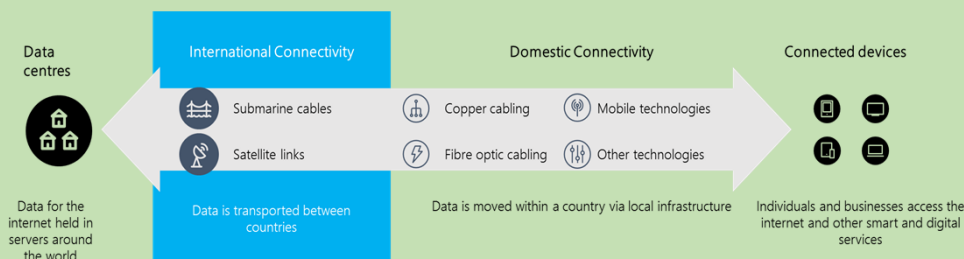 Data
centres
International Connectivity
Domestic Connectivity
Connected devices
Submarine cables
Copper cabling
Mobile technologies
Satellite links
Fibre optic cabling
Other technologies
Data for the
internet held in
servers around
the world
Data is transported between
countries
Data is moved within a country via local infrastructure
Individuals and businesses access the
internet and other smart and digital
services